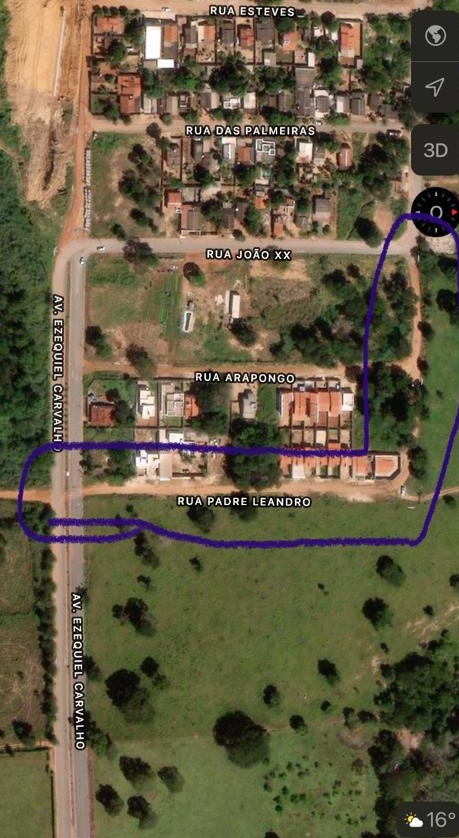 RUA ESTEVES
3D
RUA DAS PALMEIRAS
RUA JOÃO XX
AV. EZEQUIEL CARVALHO
RUA ARAPONGO
RUA PADRE LEANDRO
AV. EZEQUIEL CARVALHO
16°